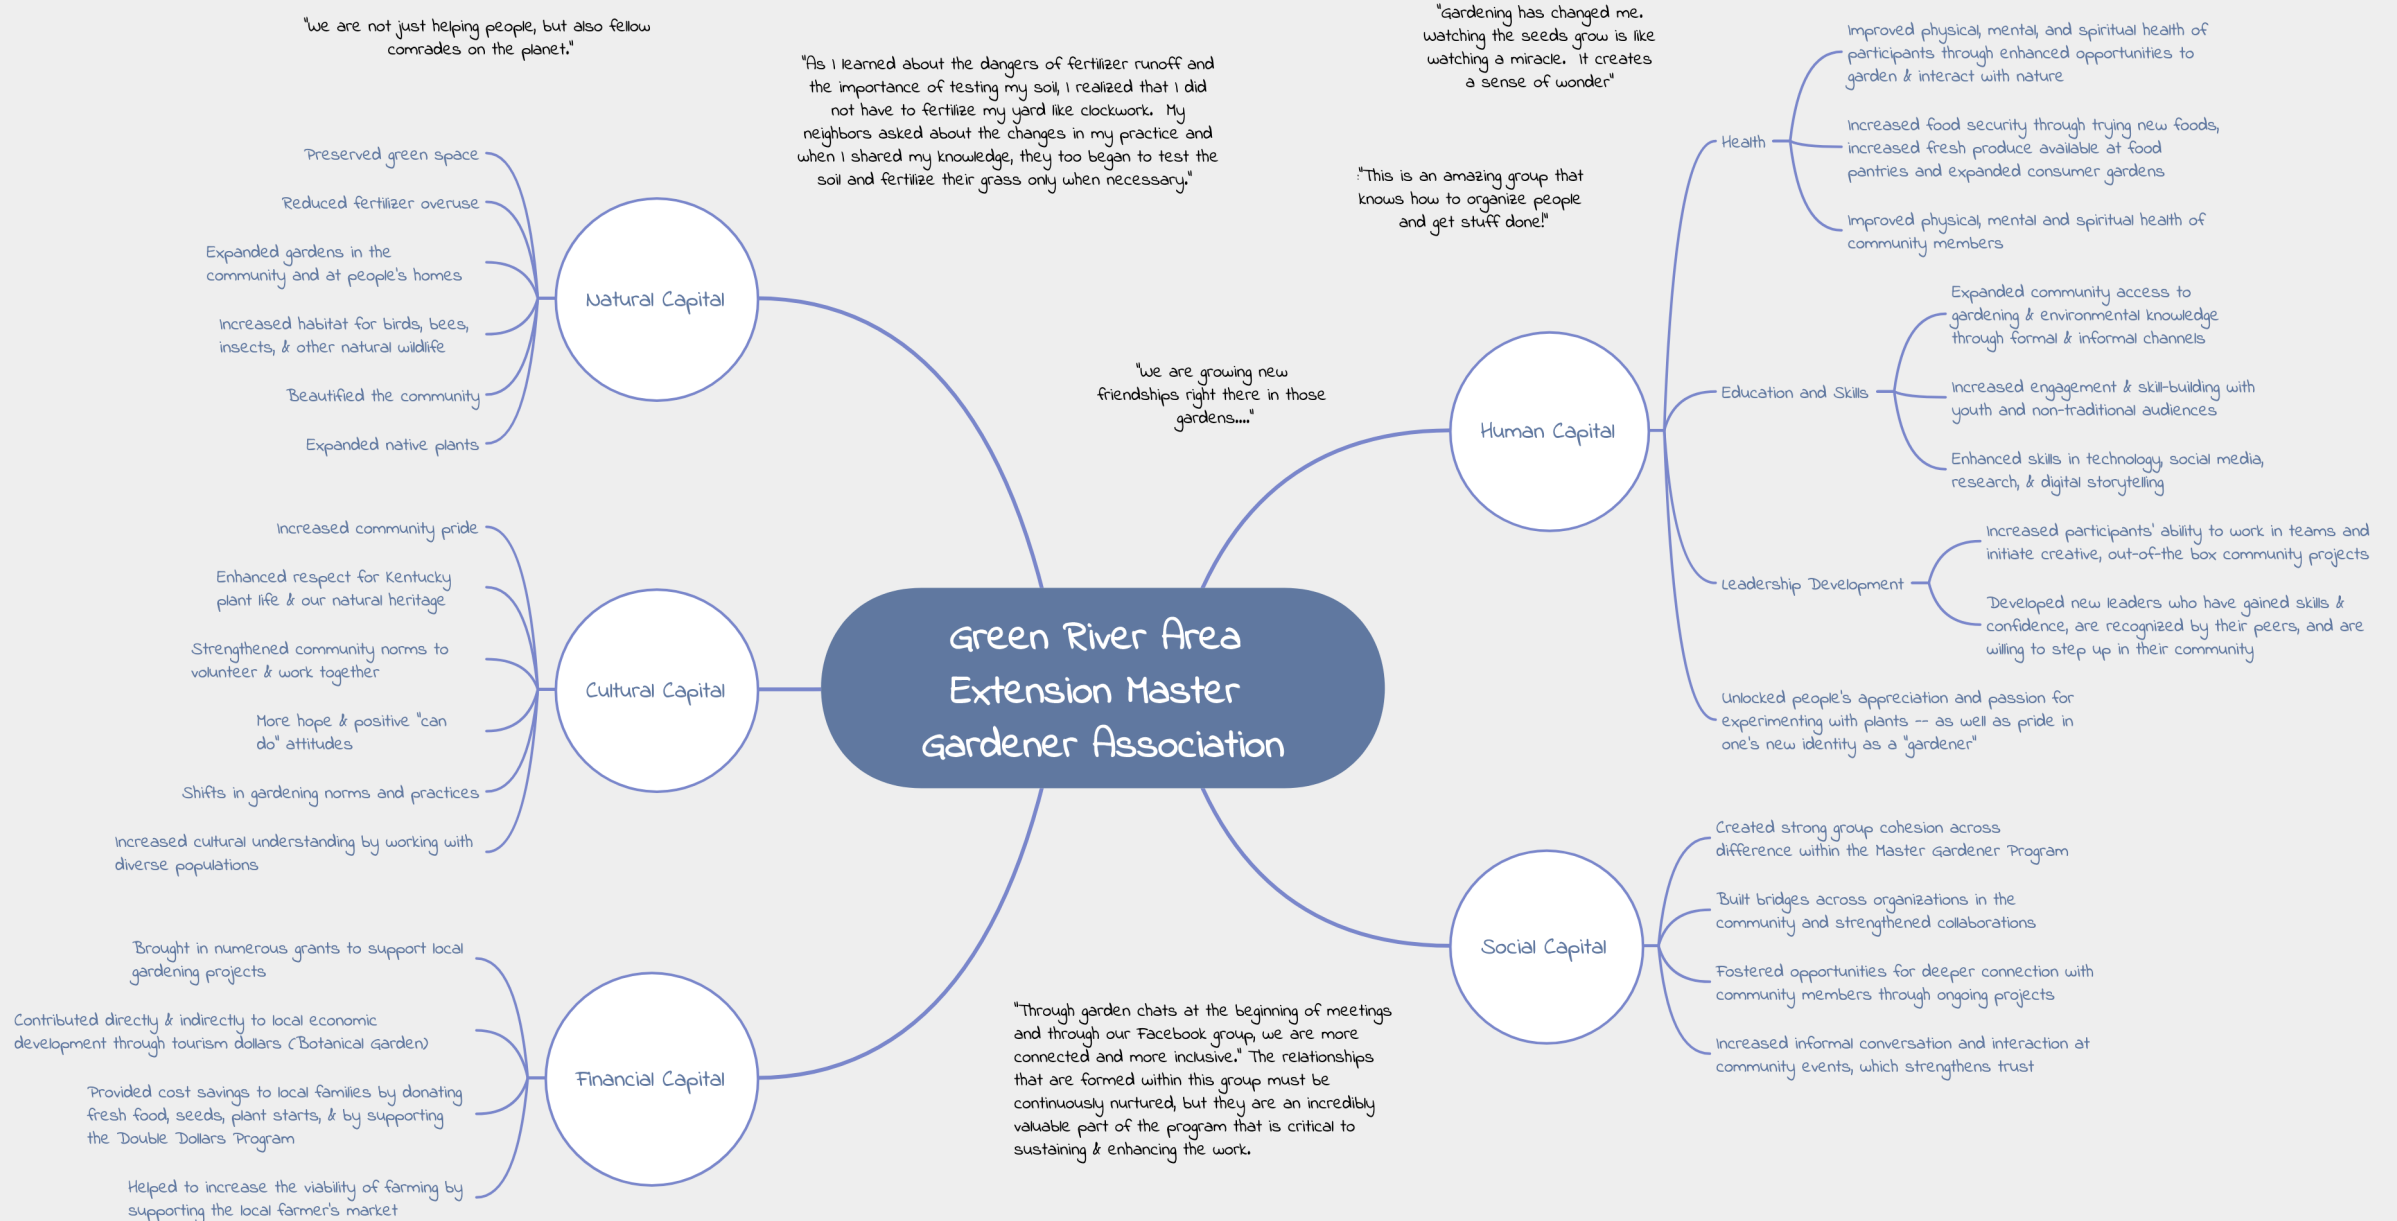 "We are not just helping people, but also fellow
comrades on the planet."
"As I learned about the dangers of fertilizer runoff and
the importance of testing my soil, I realized that I did
not have to fertilize my yard like clockwork.  My
neighbors asked about the changes in my practice and
when I shared my knowledge, they too began to test the
soil and fertilize their grass only when necessary."
"Gardening has changed me.
Watching the seeds grow is like
watching a miracle.  It creates
a sense of wonder"
"This is an amazing group that
knows how to organize people
and get stuff done!"
"We are growing new
friendships right there in those
gardens...."
Green River Area
Extension Master
Gardener Association
Natural Capital
Preserved green space
Reduced fertilizer overuse
Expanded gardens in the
community and at people's homes
Increased habitat for birds, bees,
insects, & other natural wildlife
Beautified the community
Expanded native plants
Cultural Capital
Increased community pride
Enhanced respect for Kentucky
plant life & our natural heritage
Strengthened community norms to
volunteer & work together
More hope & positive "can
do" attitudes
Shifts in gardening norms and practices
Increased cultural understanding by working with
diverse populations
Financial Capital
Brought in numerous grants to support local
gardening projects
Contributed directly & indirectly to local economic
development through tourism dollars (Botanical Garden)
Provided cost savings to local families by donating
fresh food, seeds, plant starts, & by supporting
the Double Dollars Program
Helped to increase the viability of farming by
supporting the local farmer's market
Human Capital
Health
Improved physical, mental, and spiritual health of
participants through enhanced opportunities to
garden & interact with nature
Increased food security through trying new foods,
increased fresh produce available at food
pantries and expanded consumer gardens
Improved physical, mental and spiritual health of
community members
Education and Skills
Expanded community access to
gardening & environmental knowledge
through formal & informal channels
Increased engagement & skill-building with
youth and non-traditional audiences
Enhanced skills in technology, social media,
research, & digital storytelling
Leadership Development
Increased participants' ability to work in teams and
initiate creative, out-of-the box community projects
Developed new leaders who have gained skills &
confidence, are recognized by their peers, and are
willing to step up in their community
Unlocked people's appreciation and passion for
experimenting with plants -- as well as pride in
one's new identity as a "gardener"
Social Capital
Created strong group cohesion across
difference within the Master Gardener Program
Built bridges across organizations in the
community and strengthened collaborations
Fostered opportunities for deeper connection with
community members through ongoing projects
Increased informal conversation and interaction at
community events, which strengthens trust
"Through garden chats at the beginning of meetings
and through our Facebook group, we are more
connected and more inclusive." The relationships
that are formed within this group must be
continuously nurtured, but they are an incredibly
valuable part of the program that is critical to
sustaining & enhancing the work.